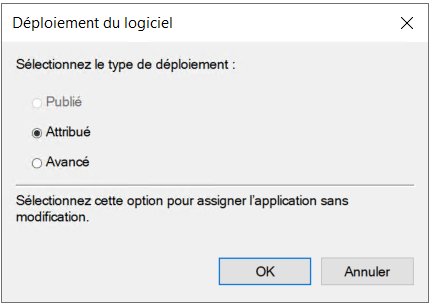 Déploiement du logiciel
Sélectionnez le type de déploiement :
Publié
Attribué
Avancé
Sélectionnez cette option pour assigner l'application sans
modification.
OK
Annuler